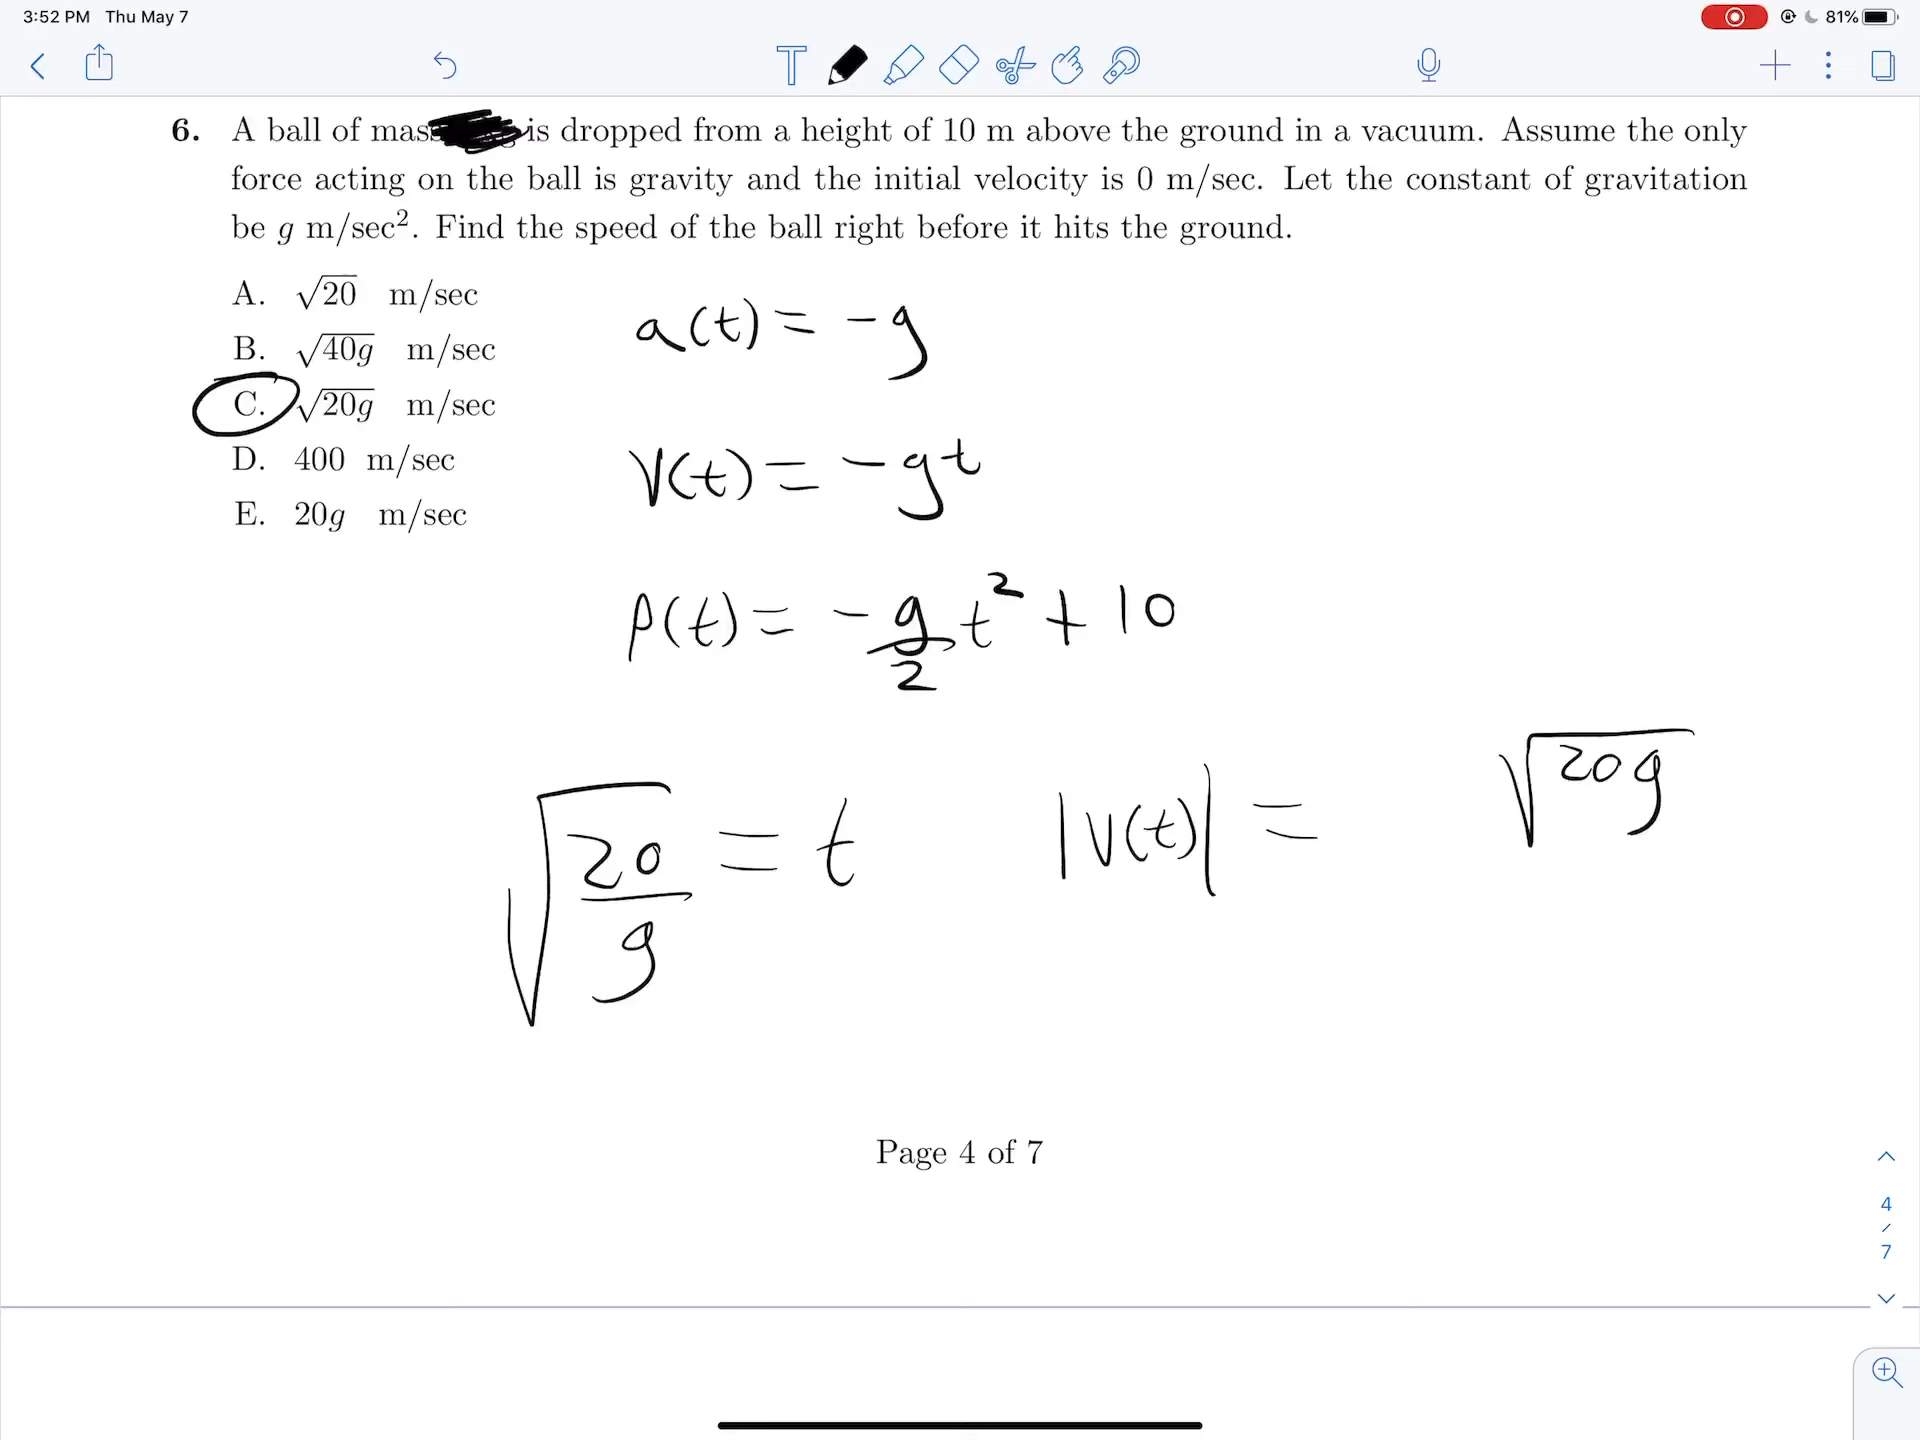 3:52 PM Thu May 7
81%
6. A ball of mass is dropped from a height of 10 m above the ground in a vacuum. Assume the only
force acting on the ball is gravity and the initial velocity is 0 m/sec. Let the constant of gravitation
be g m/sec². Find the speed of the ball right before it hits the ground.
A. √20 m/sec
B. √40g m/sec
C. √20g m/sec
D. 400 m/sec
E. 20g m/sec
a(t) = -g
v(t) = -gt
p(t) = -g/2 t² + 10
√(20/g) = t |v(t)| = √20g
Page 4 of 7
4 / 7